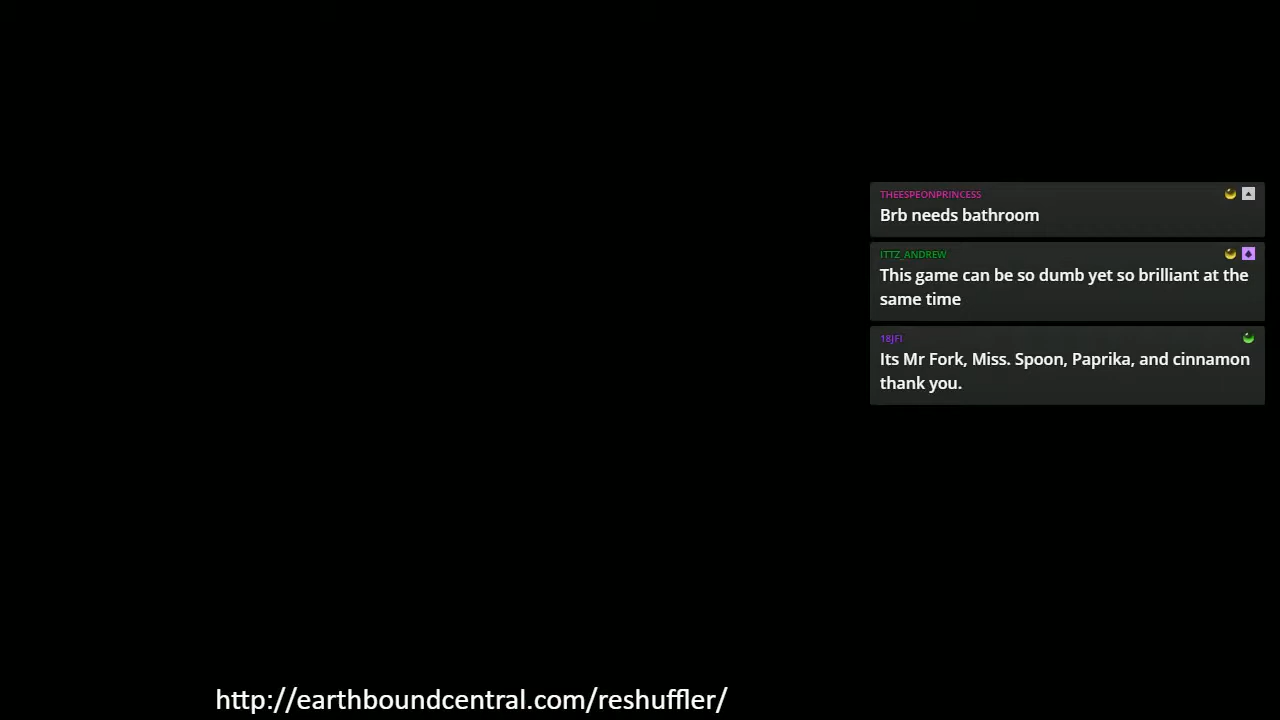 THEESPEONPRINCESS
Brb needs bathroom
ITTZ_ANDREW
This game can be so dumb yet so brilliant at the
same time
18JFI
Its Mr Fork, Miss. Spoon, Paprika, and cinnamon
thank you.
http://earthboundcentral.com/reshuffler/